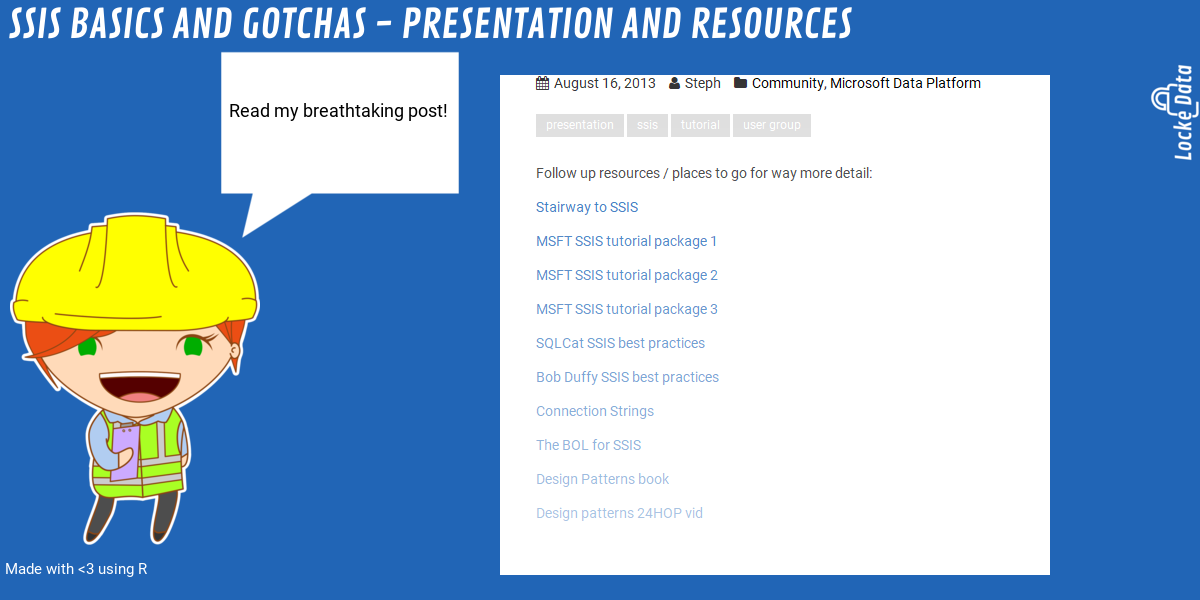 SSIS BASICS AND GOTCHAS – PRESENTATION AND RESOURCES
Read my breathtaking post!
August 16, 2013 Steph Community, Microsoft Data Platform
presentation ssis tutorial user group
Follow up resources / places to go for way more detail:
Stairway to SSIS
MSFT SSIS tutorial package 1
MSFT SSIS tutorial package 2
MSFT SSIS tutorial package 3
SQLCat SSIS best practices
Bob Duffy SSIS best practices
Connection Strings
The BOL for SSIS
Design Patterns book
Design patterns 24HOP vid
Locke Data
Made with <3 using R